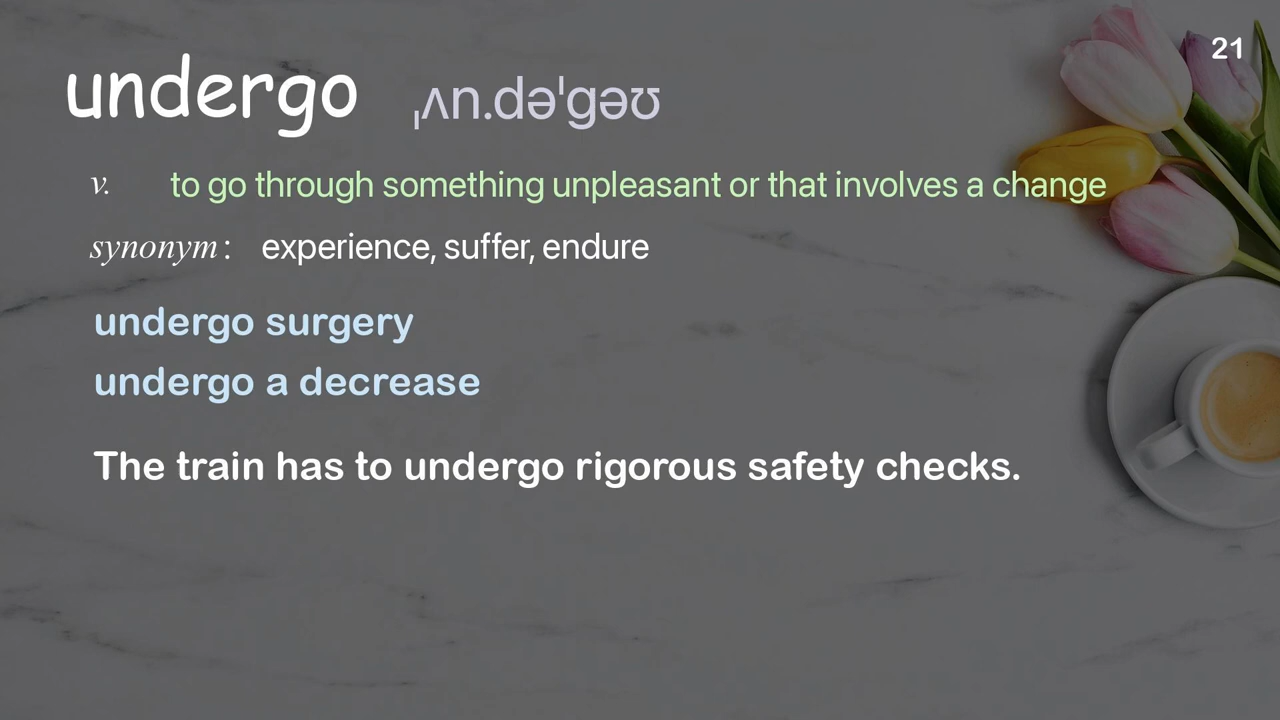 21
undergo ˌʌn.dəˈɡəʊ
v. to go through something unpleasant or that involves a change
synonym : experience, suffer, endure
undergo surgery
undergo a decrease
The train has to undergo rigorous safety checks.